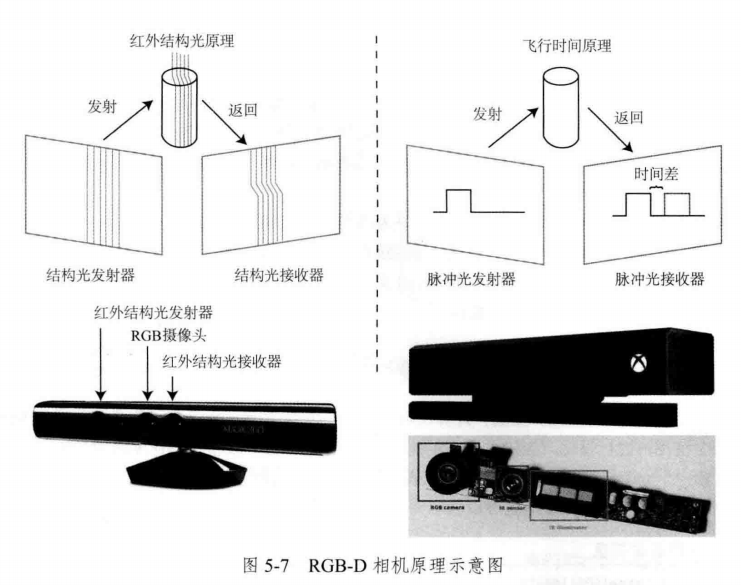 红外结构光原理
发射
返回
结构光发射器
结构光接收器
红外结构光发射器
RGB摄像头
红外结构光接收器
飞行时间原理
发射
返回
时间差
脉冲光发射器
脉冲光接收器
RGB camera
IR sensor
IR Illuminator
图 5-7 RGB-D 相机原理示意图